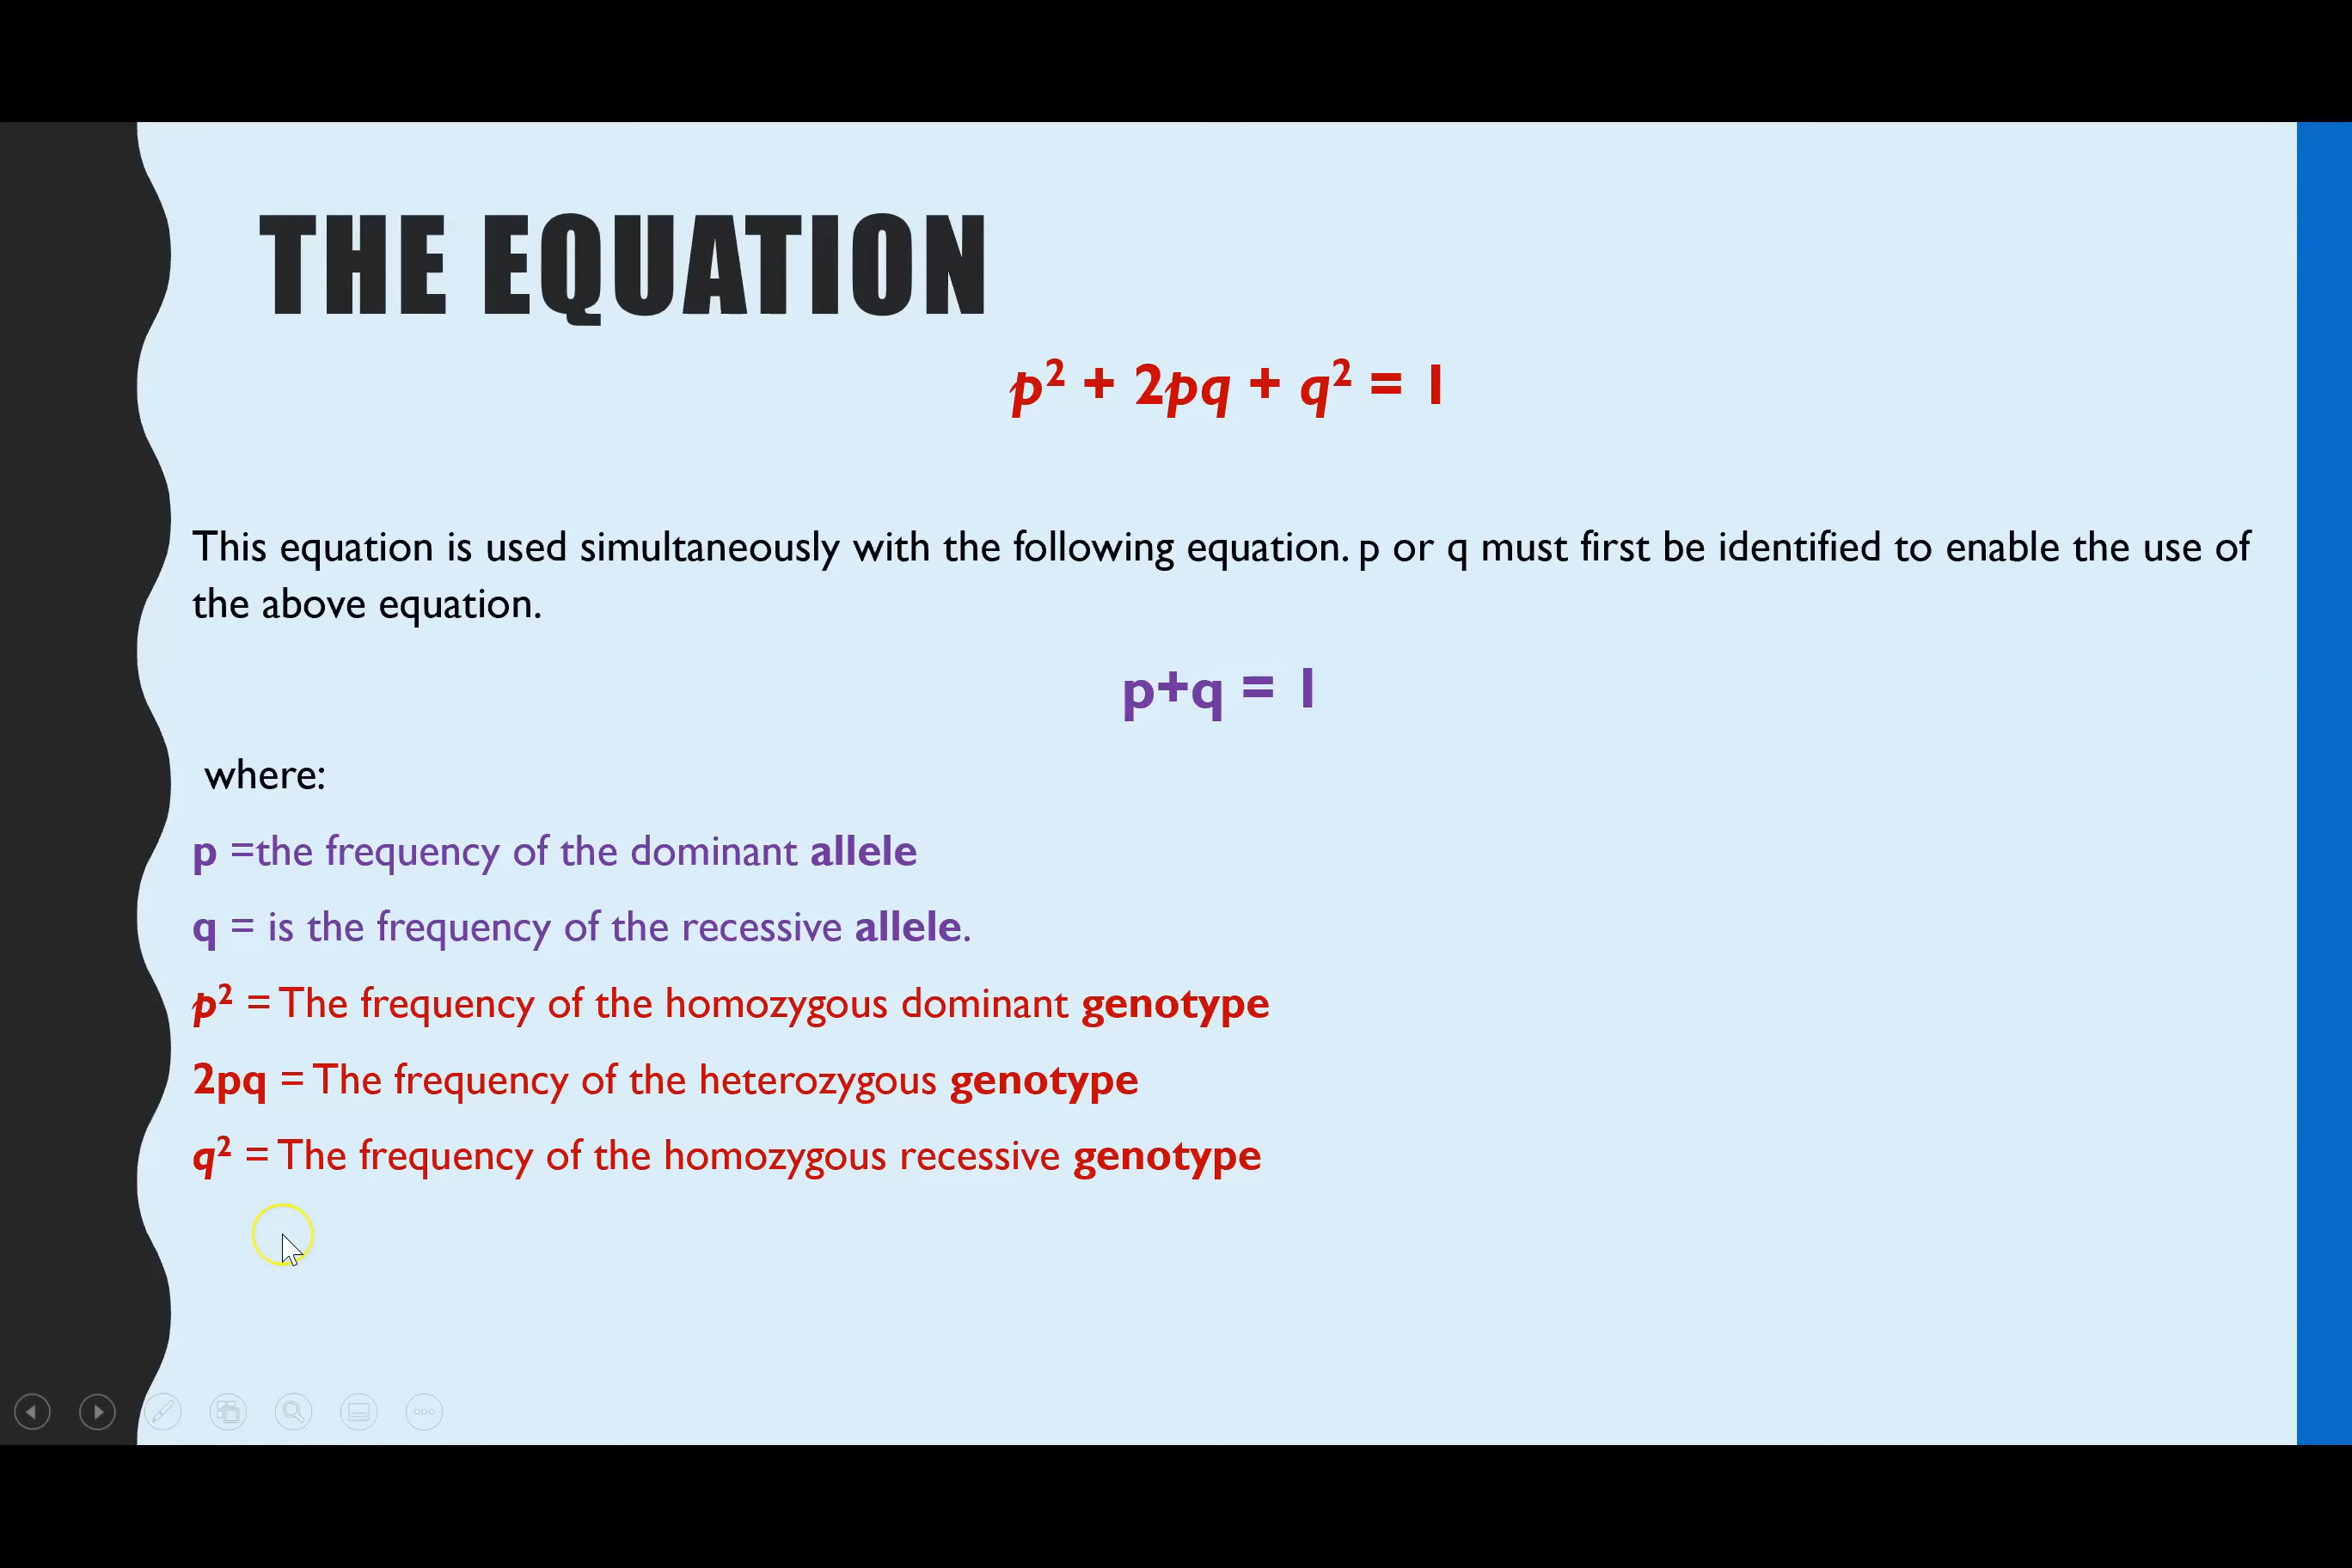 THE EQUATION
p² + 2pq + q² = 1
This equation is used simultaneously with the following equation. p or q must first be identified to enable the use of
the above equation.
p+q = 1
where:
p =the frequency of the dominant allele
q = is the frequency of the recessive allele.
p² = The frequency of the homozygous dominant genotype
2pq = The frequency of the heterozygous genotype
q² = The frequency of the homozygous recessive genotype